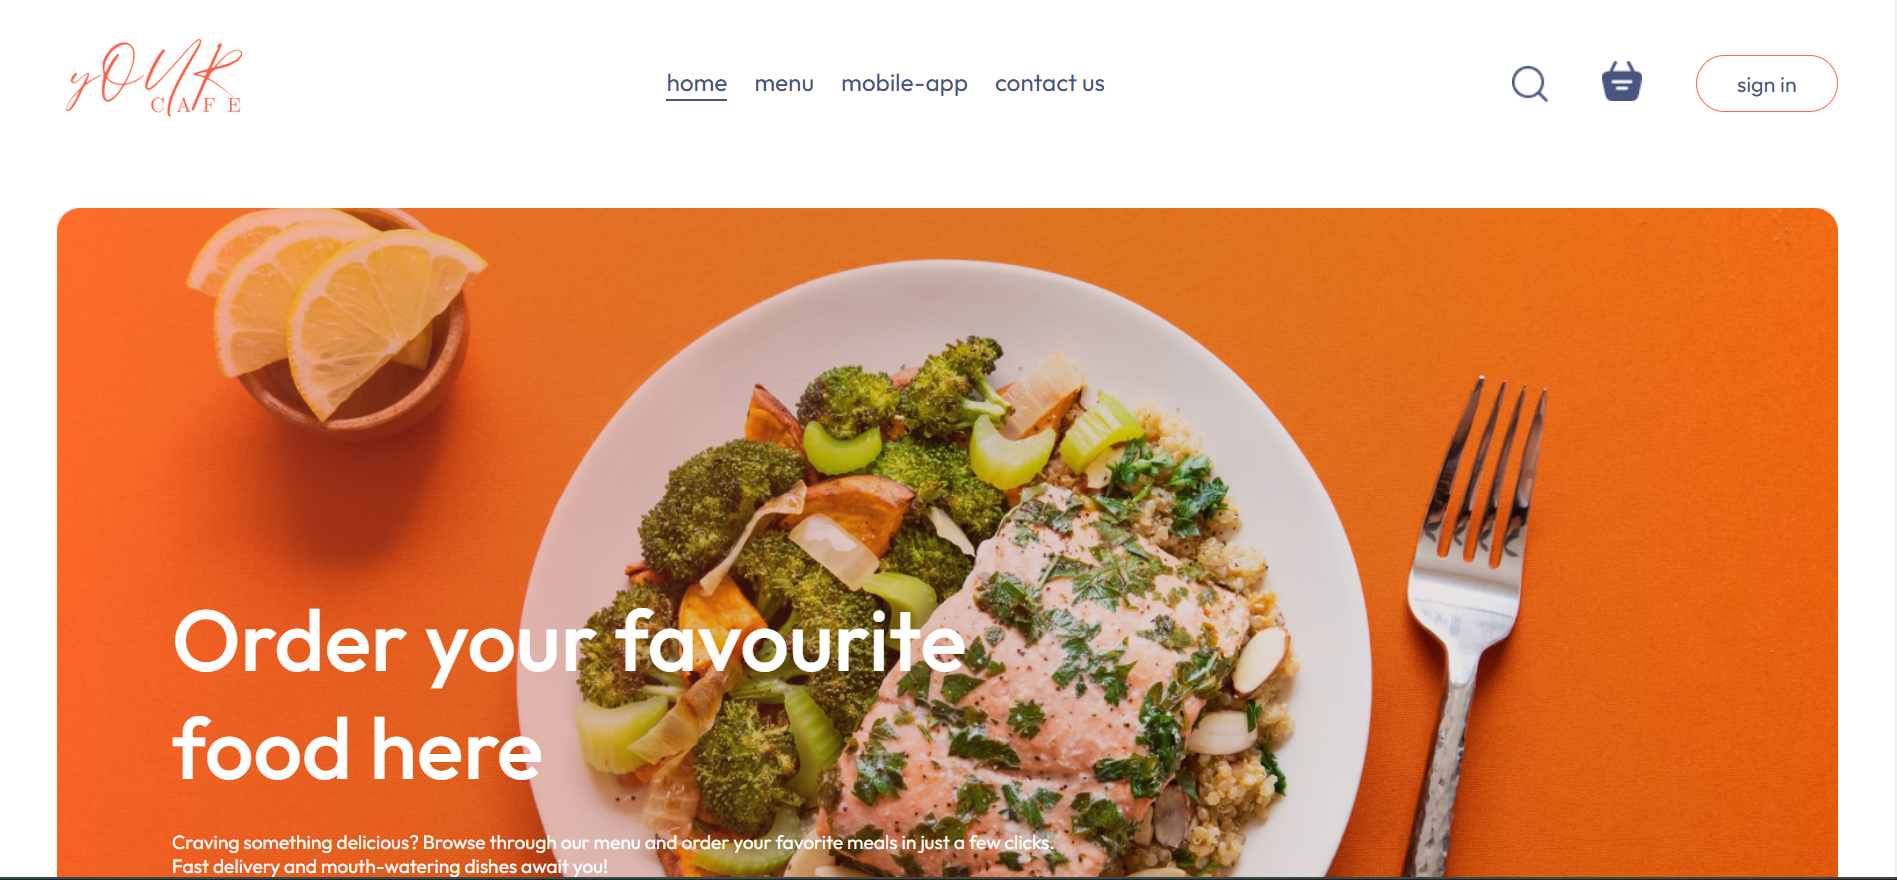 yOUR
CAFE
home menu mobile-app contact us
sign in
Order your favourite
food here
Craving something delicious? Browse through our menu and order your favorite meals in just a few clicks.
Fast delivery and mouth-watering dishes await you!